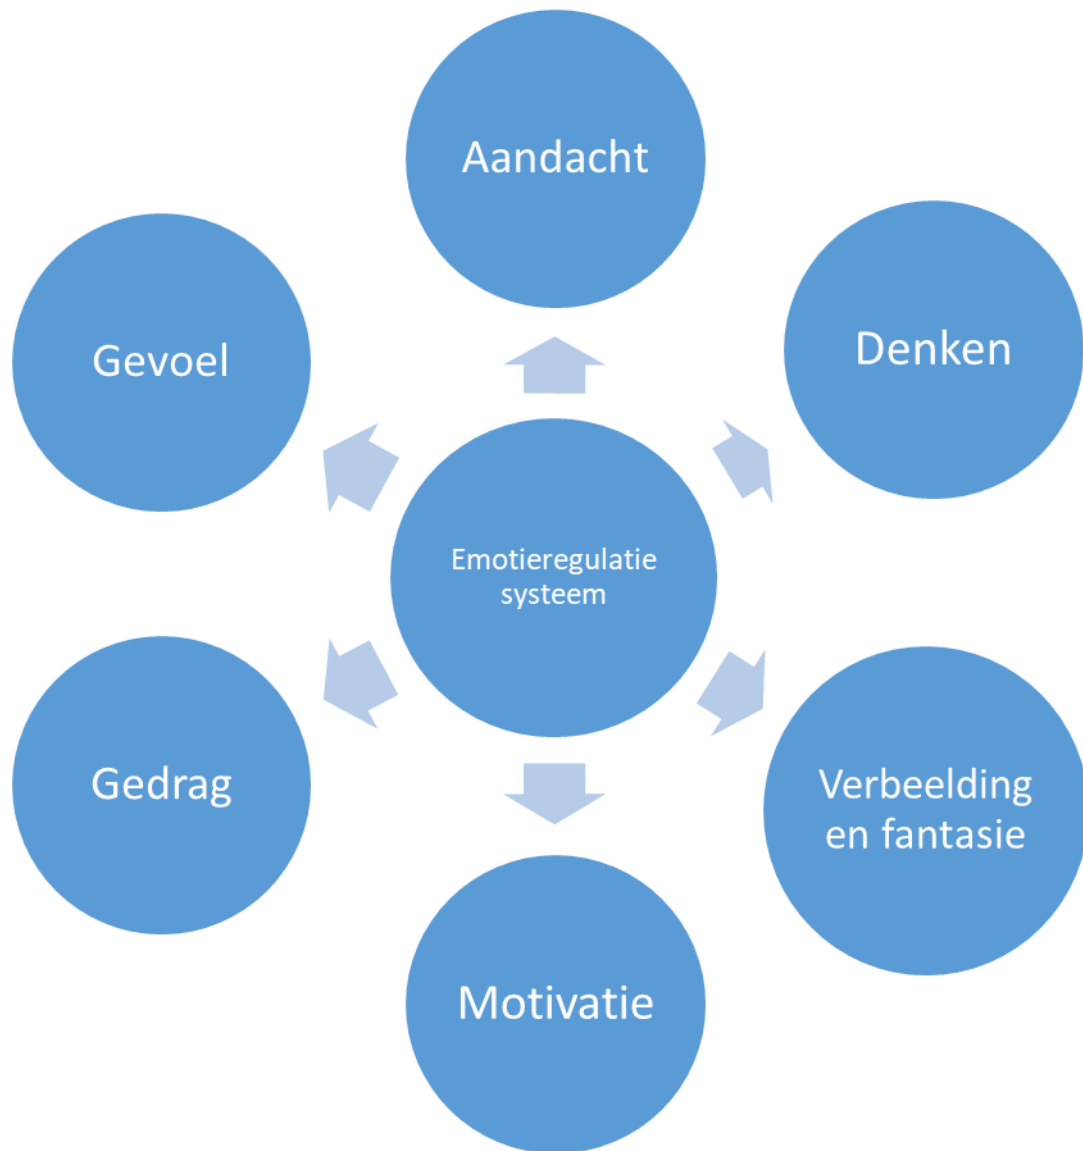 Aandacht
Denken
Gevoel
Emotieregulatie
systeem
Verbeelding
en fantasie
Gedrag
Motivatie